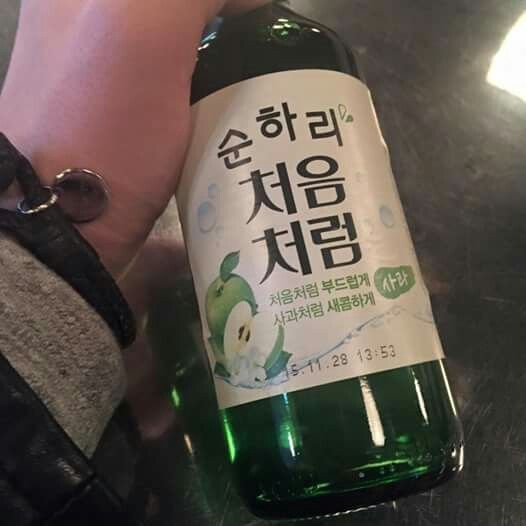 순하리
처음
처럼
처음처럼 부드럽게
사과처럼 새콤하게
사과
15.11.28 13:53